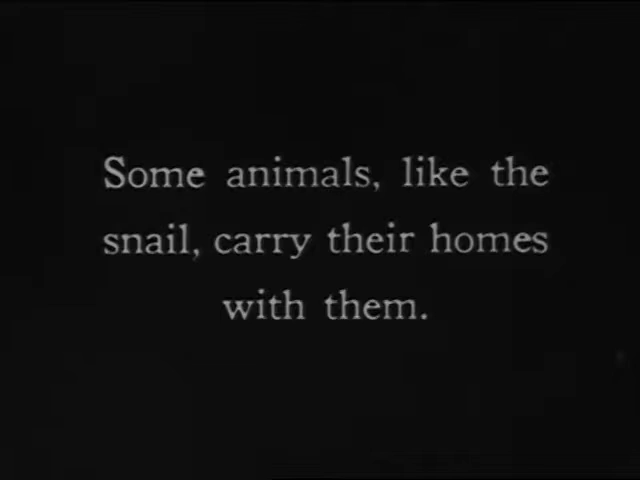 Some animals, like the
snail, carry their homes
with them.